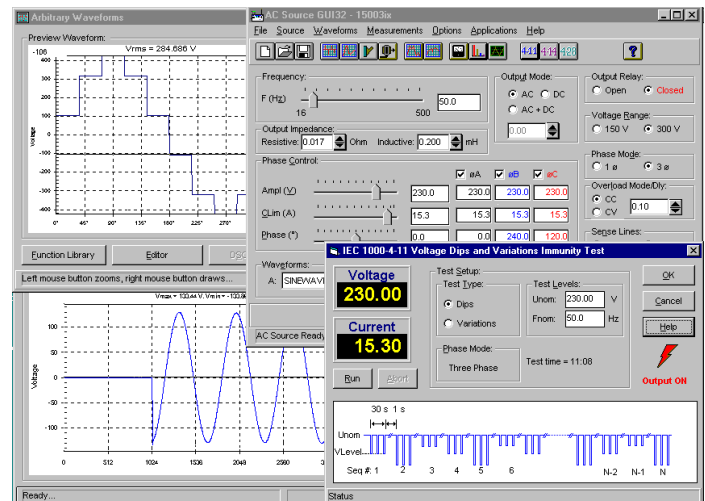 Arbitrary Waveforms
Preview Waveform:
-106
Vrms = 284.686 V
400
300
200
100
0
-100
-200
-300
-400
Voltage
0° 45° 90° 135° 180° 225° 270°
Function Library Editor
Left mouse button zooms, right mouse button draws...
AC Source GUI32 - 15003ix
File Source Waveforms Measurements Options Applications Help
4-11 4-14 4-28 ?
Frequency:
F (Hz)
16 500
50.0
Output Mode:
AC DC
AC + DC
0.00
Output Relay:
Open Closed
Voltage Range:
150 V 300 V
Output Impedance:
Resistive: 0.017 Ohm Inductive: 0.200 mH
Phase Mode:
1 ø 3 ø
Phase Control:
øA øB øC
Ampl (V) 230.0 230.0 230.0 230.0
CLim (A) 15.3 15.3 15.3 15.3
Phase (°) 0.0 0.0 240.0 120.0
Overload Mode/Dly:
CC
CV
0.10
Sense Lines:
Waveforms:
A: SINEWAV
AC Source Ready
IEC 1000-4-11 Voltage Dips and Variations Immunity Test
Voltage
230.00
Current
15.30
Run Abort
Test Setup:
Test Type:
Dips
Variations
Test Levels:
Unom: 230.00 V
Fnom: 50.0 Hz
Phase Mode:
Three Phase
Test time = 11:08
OK
Cancel
Help
Output ON
30 s 1 s
Unom
VLevel
Seq #: 1 2 3 4 5 6 N-2 N-1 N
Status
100
50
0
-50
-100
Voltage
0 512 1024 1536 2048
Ready...